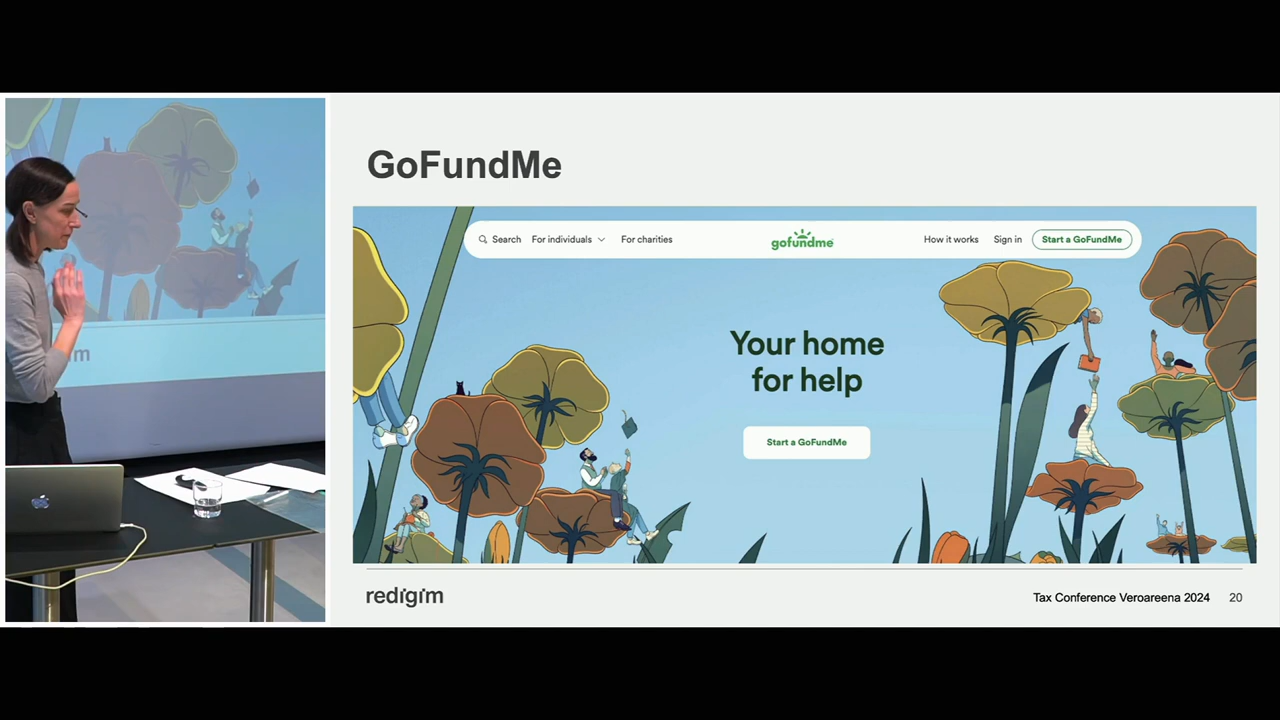 GoFundMe
Search For individuals For charities gofundme How it works Sign in Start a GoFundMe
Your home
for help
Start a GoFundMe
redigim
Tax Conference Veroareena 2024 20